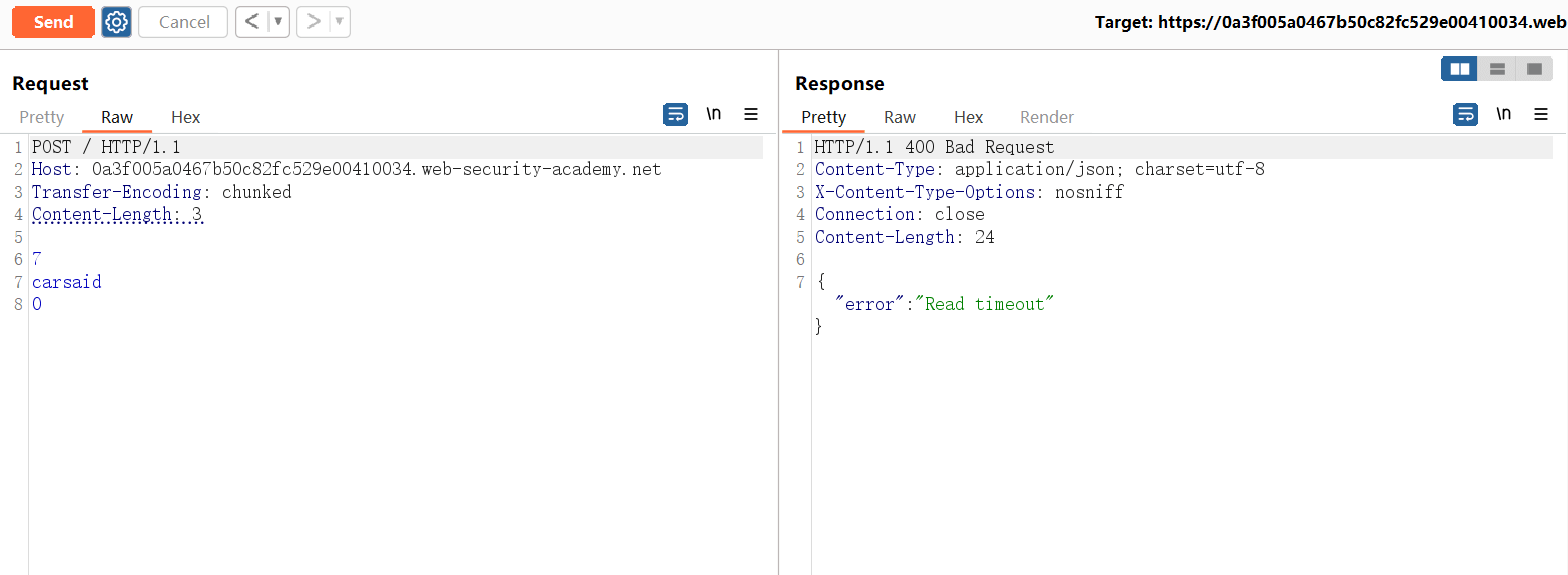 Send Cancel < ▼ > ▼ Target: https://0a3f005a0467b50c82fc529e00410034.web
Request
Pretty Raw Hex \n
1 POST / HTTP/1.1
2 Host: 0a3f005a0467b50c82fc529e00410034.web-security-academy.net
3 Transfer-Encoding: chunked
4 Content-Length: 3
5
6 7
7 carsaid
8 0
Response
Pretty Raw Hex Render \n
1 HTTP/1.1 400 Bad Request
2 Content-Type: application/json; charset=utf-8
3 X-Content-Type-Options: nosniff
4 Connection: close
5 Content-Length: 24
6
7 {
"error":"Read timeout"
}